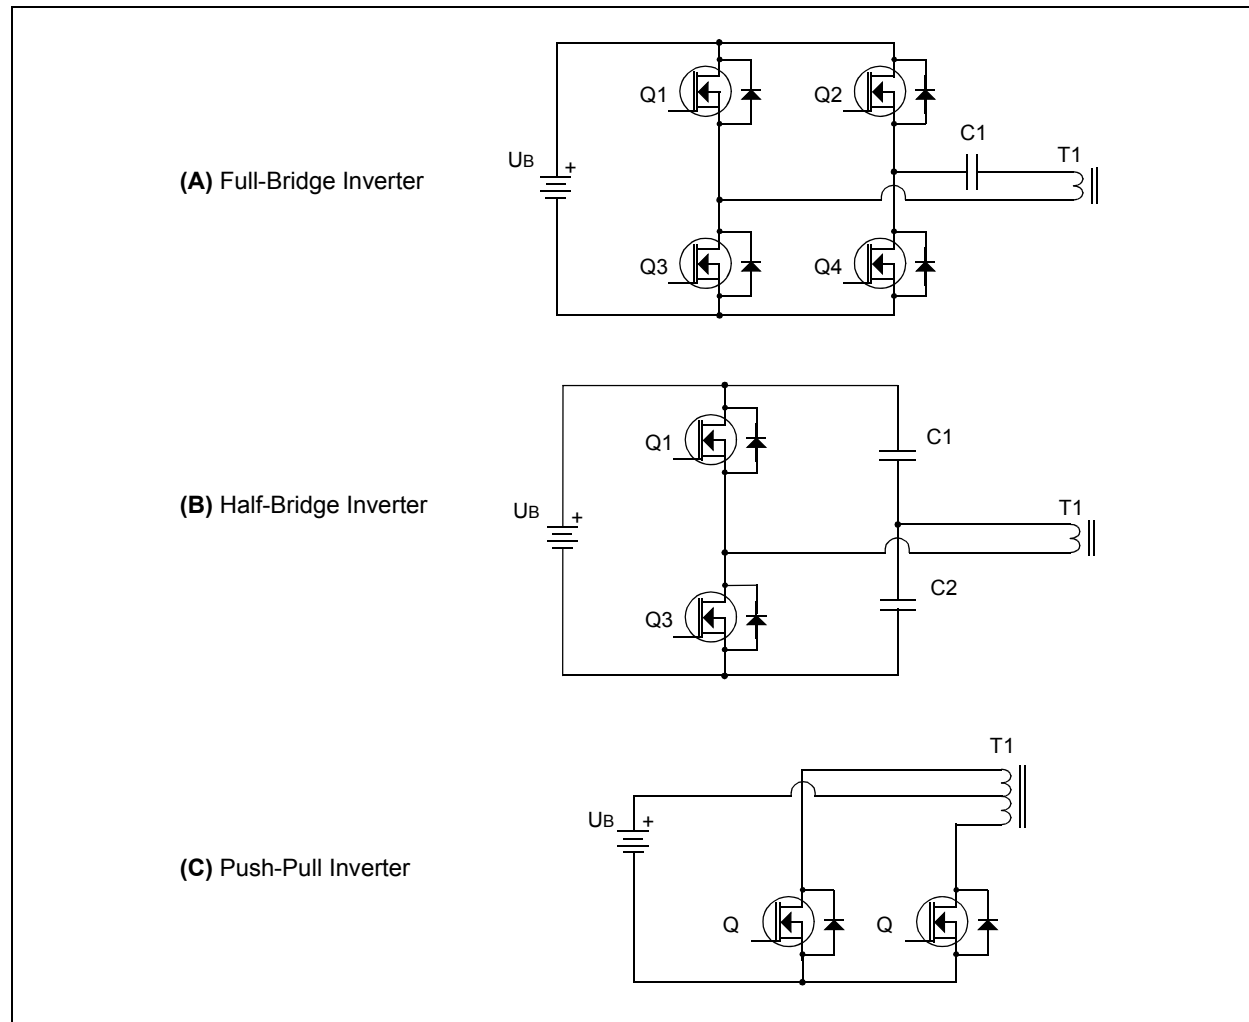 Q1
Q2
C1
T1
UB
+
(A) Full-Bridge Inverter
Q3
Q4
Q1
C1
(B) Half-Bridge Inverter
UB
+
T1
C2
Q3
T1
UB
+
(C) Push-Pull Inverter
Q
Q